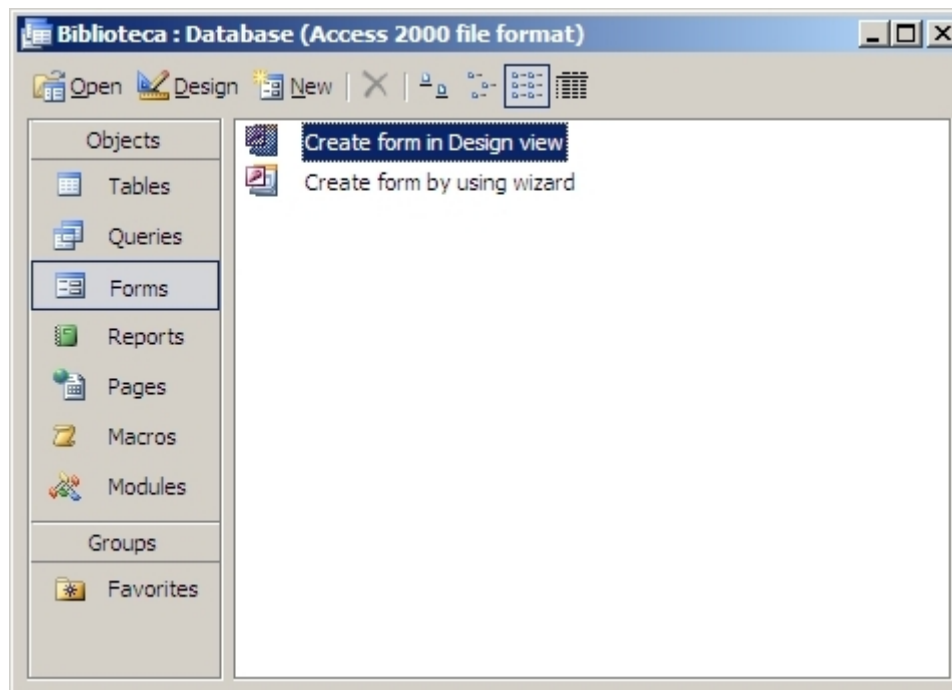 Biblioteca : Database (Access 2000 file format)
Open Design New
Objects
Tables
Queries
Forms
Reports
Pages
Macros
Modules
Groups
Favorites
Create form in Design view
Create form by using wizard